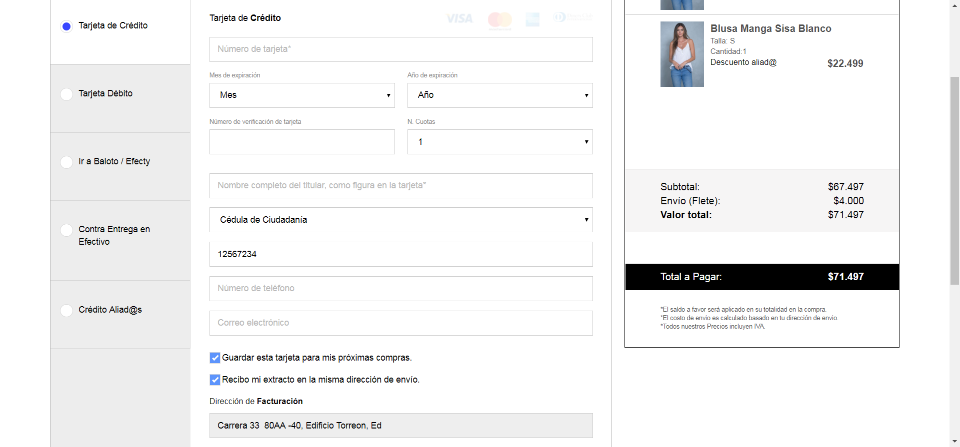 Tarjeta de Crédito
Tarjeta Débito
Ir a Baloto / Efecty
Contra Entrega en
Efectivo
Crédito Aliad@s
Tarjeta de Crédito
VISA
Número de tarjeta*
Mes de expiración
Año de expiración
Mes
Año
Número de verificación de tarjeta
N. Cuotas
1
Nombre completo del titular, como figura en la tarjeta*
Cédula de Ciudadanía
12567234
Número de teléfono
Correo electrónico
Guardar esta tarjeta para mis próximas compras.
Recibo mi extracto en la misma dirección de envío.
Dirección de Facturación
Carrera 33 80AA -40, Edificio Torreon, Ed
Blusa Manga Sisa Blanco
Talla: S
Cantidad:1
Descuento aliad@
$22.499
Subtotal: $67.497
Envío (Flete): $4.000
Valor total: $71.497
Total a Pagar: $71.497
*El saldo a favor será aplicado en su totalidad en la compra.
*El costo de envío es calculado basado en tu dirección de envío
*Todos nuestros Precios incluyen IVA.